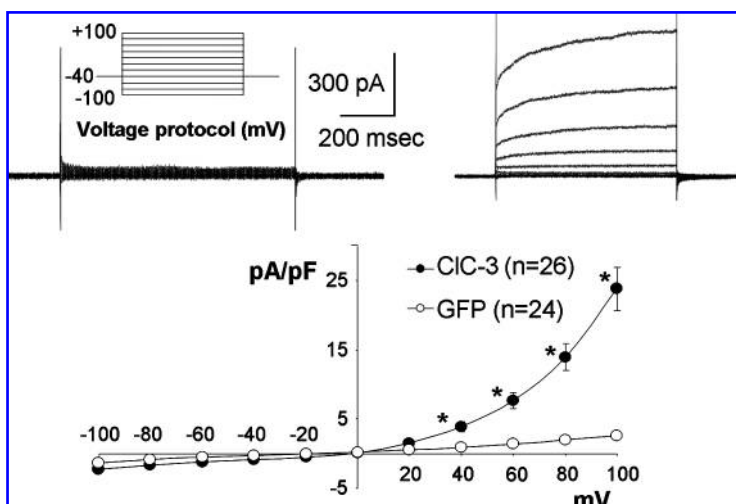 +100
-40
-100
Voltage protocol (mV)
300 pA
200 msec
pA/pF
ClC-3 (n=26)
GFP (n=24)
25
15
5
-5
-100 -80 -60 -40 -20
20 40 60 80 100
mV
*
*
*
*